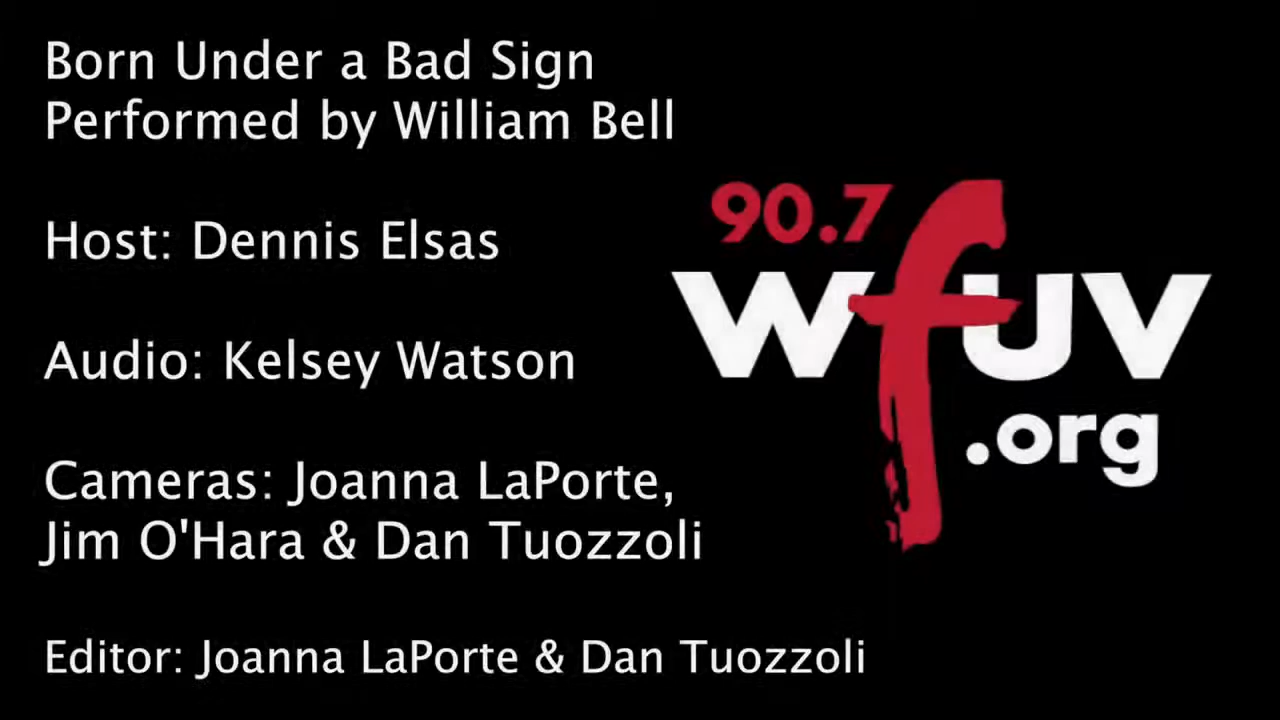 Born Under a Bad Sign
Performed by William Bell
Host: Dennis Elsas
Audio: Kelsey Watson
Cameras: Joanna LaPorte,
Jim O'Hara & Dan Tuozzoli
Editor: Joanna LaPorte & Dan Tuozzoli
90.7
wfuv
.org